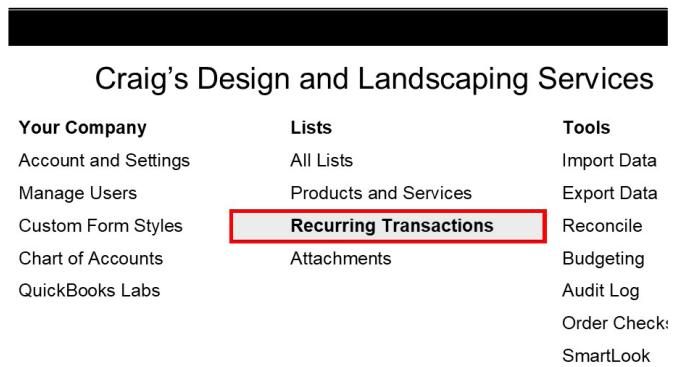 Craig's Design and Landscaping Services
Your Company Lists Tools
Account and Settings All Lists Import Data
Manage Users Products and Services Export Data
Custom Form Styles Recurring Transactions Reconcile
Chart of Accounts Attachments Budgeting
QuickBooks Labs Audit Log
Order Checks
SmartLook